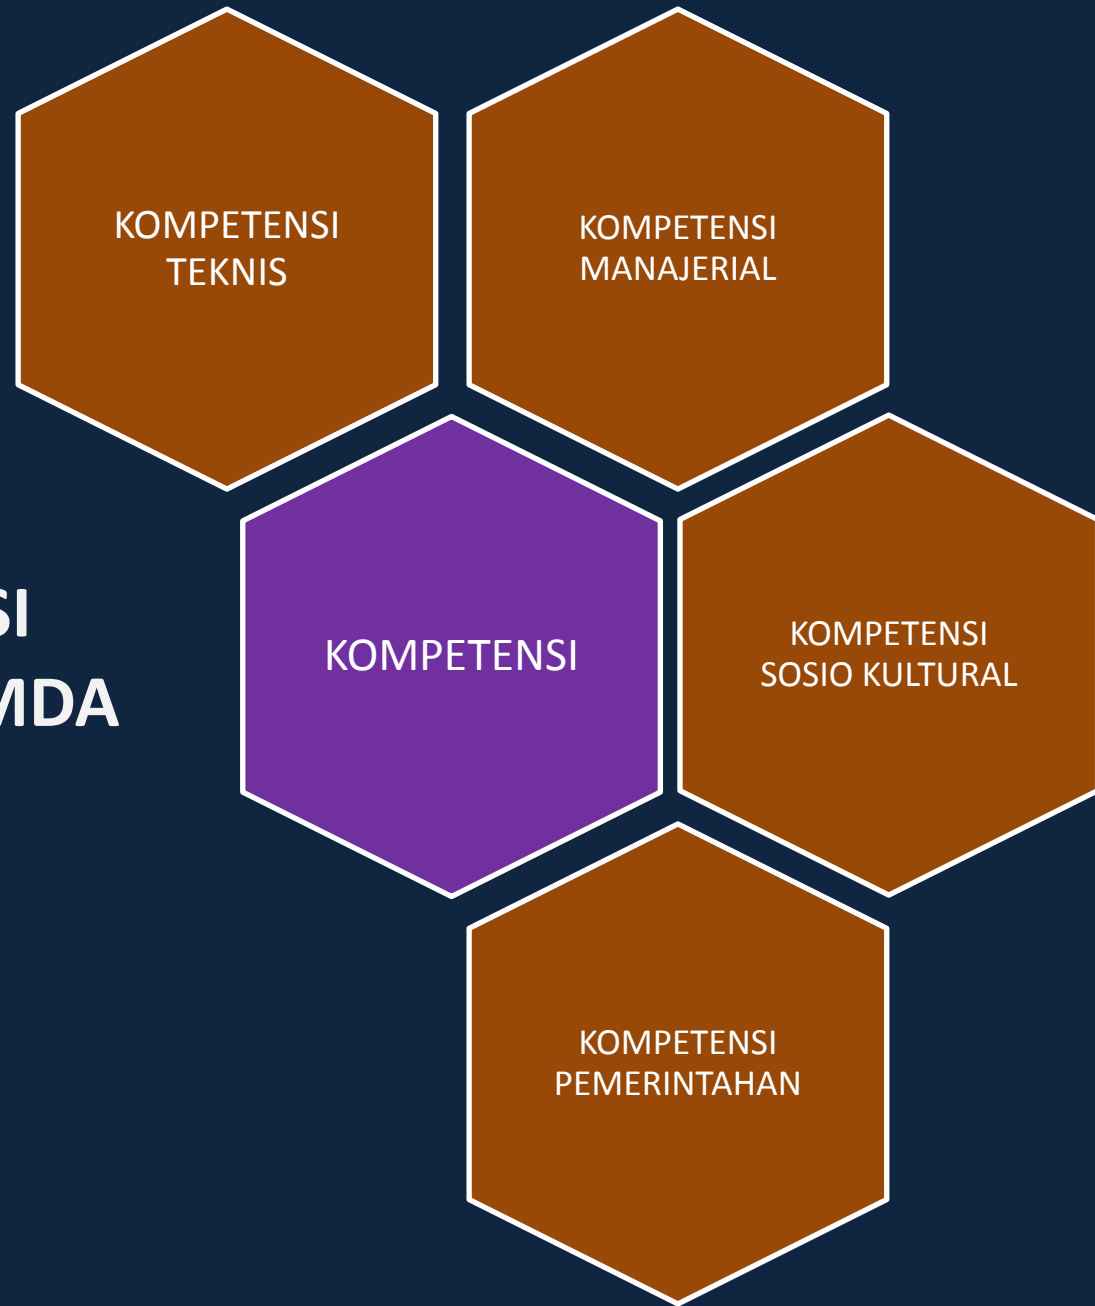 KOMPETENSI
TEKNIS
KOMPETENSI
MANAJERIAL
KOMPETENSI
KOMPETENSI
SOSIO KULTURAL
KOMPETENSI
PEMERINTAHAN